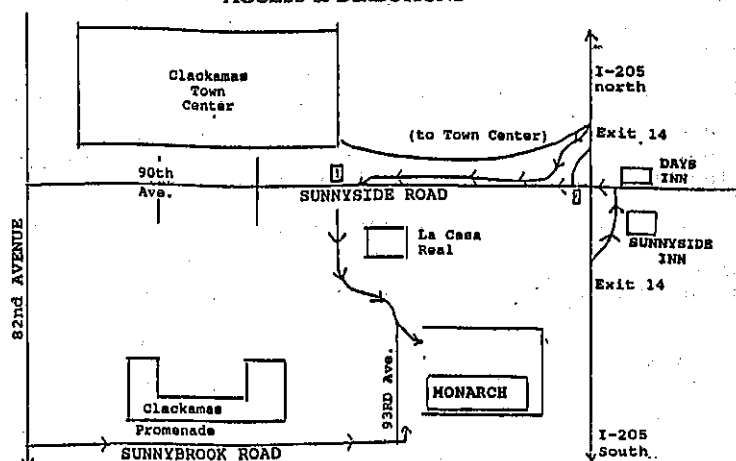 Clackamas
Town
Center
I-205
north
(to Town Center)
Exit 14
DAYS
INN
90th
Ave.
1
SUNNYSIDE ROAD
La Casa
Real
SUNNYSIDE
INN
Exit 14
82nd AVENUE
93RD Ave.
MONARCH
Clackamas
Promenade
SUNNYBROOK ROAD
I-205
South